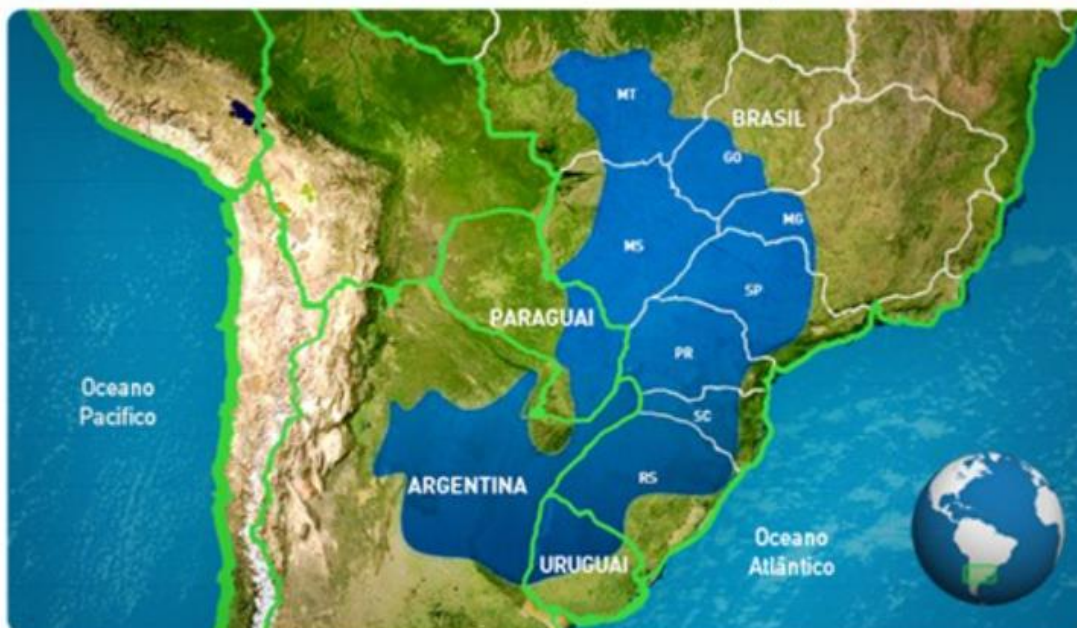 MT
BRASIL
GO
MG
MS
SP
PARAGUAI
PR
Oceano
Pacífico
SC
ARGENTINA
RS
Oceano
Atlântico
URUGUAI